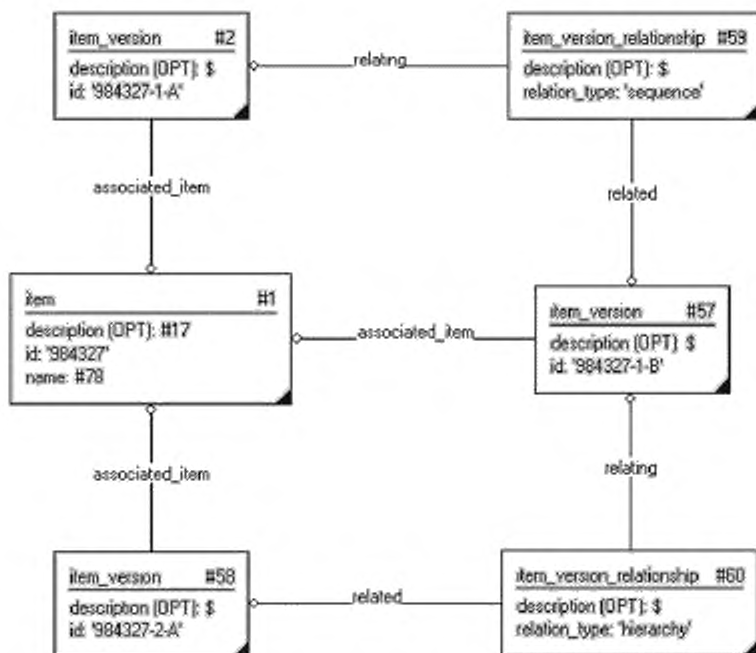 item_version #2
description (OPT): $
id: '984327-1-A'
relating
item_version_relationship #59
description (OPT): $
relation_type: 'sequence'
associated_item
related
item #1
description (OPT): #17
id: '984327'
name: #78
associated_item
item_version #57
description (OPT) $
id: '984327-1-B'
associated_item
relating
item_version #58
description (OPT): $
id: '984327-2-A'
related
item_version_relationship #60
description (OPT): $
relation_type: 'hierarchy'